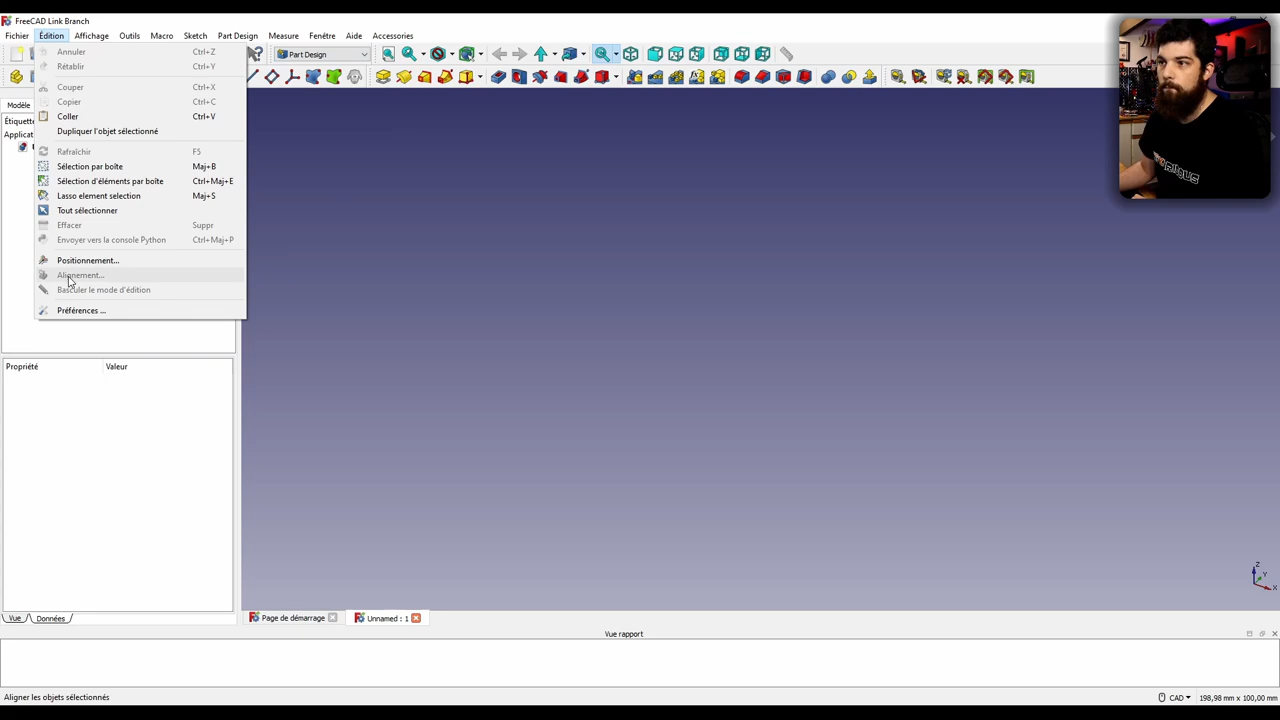 FreeCAD Link Branch
Fichier Édition Affichage Outils Macro Sketch Part Design Measure Fenêtre Aide Accessories
Part Design
Annuler Ctrl+Z
Rétablir Ctrl+Y
Couper Ctrl+X
Copier Ctrl+C
Coller Ctrl+V
Dupliquer l'objet sélectionné
Rafraîchir F5
Sélection par boîte Maj+B
Sélection d'éléments par boîte Ctrl+Maj+E
Lasso element selection Maj+S
Tout sélectionner
Effacer Suppr
Envoyer vers la console Python Ctrl+Maj+P
Positionnement...
Alignement...
Basculer le mode d'édition
Préférences ...
Modèle
Étiquette
Applicat
Propriété Valeur
Z
Y
X
Vue Données
Page de démarrage Unnamed : 1
Vue rapport
Aligner les objets sélectionnés
CAD 198,98 mm x 100,00 mm